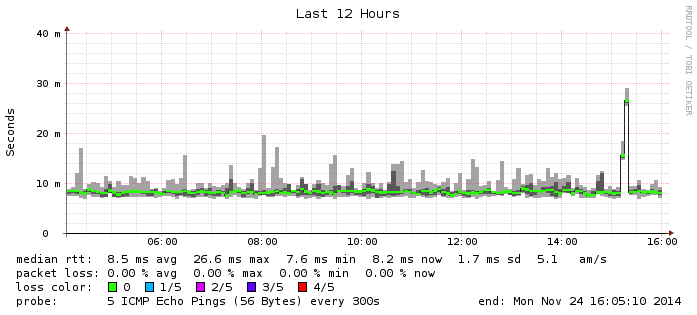 Last 12 Hours
RRDTOOL / TOBI OETIKER
Seconds
40 m
30 m
20 m
10 m
0
06:00 08:00 10:00 12:00 14:00 16:00
median rtt: 8.5 ms avg 26.6 ms max 7.6 ms min 8.2 ms now 1.7 ms sd 5.1 am/s
packet loss: 0.00 % avg 0.00 % max 0.00 % min 0.00 % now
loss color: 0 1/5 2/5 3/5 4/5
probe: 5 ICMP Echo Pings (56 Bytes) every 300s end: Mon Nov 24 16:05:10 2014